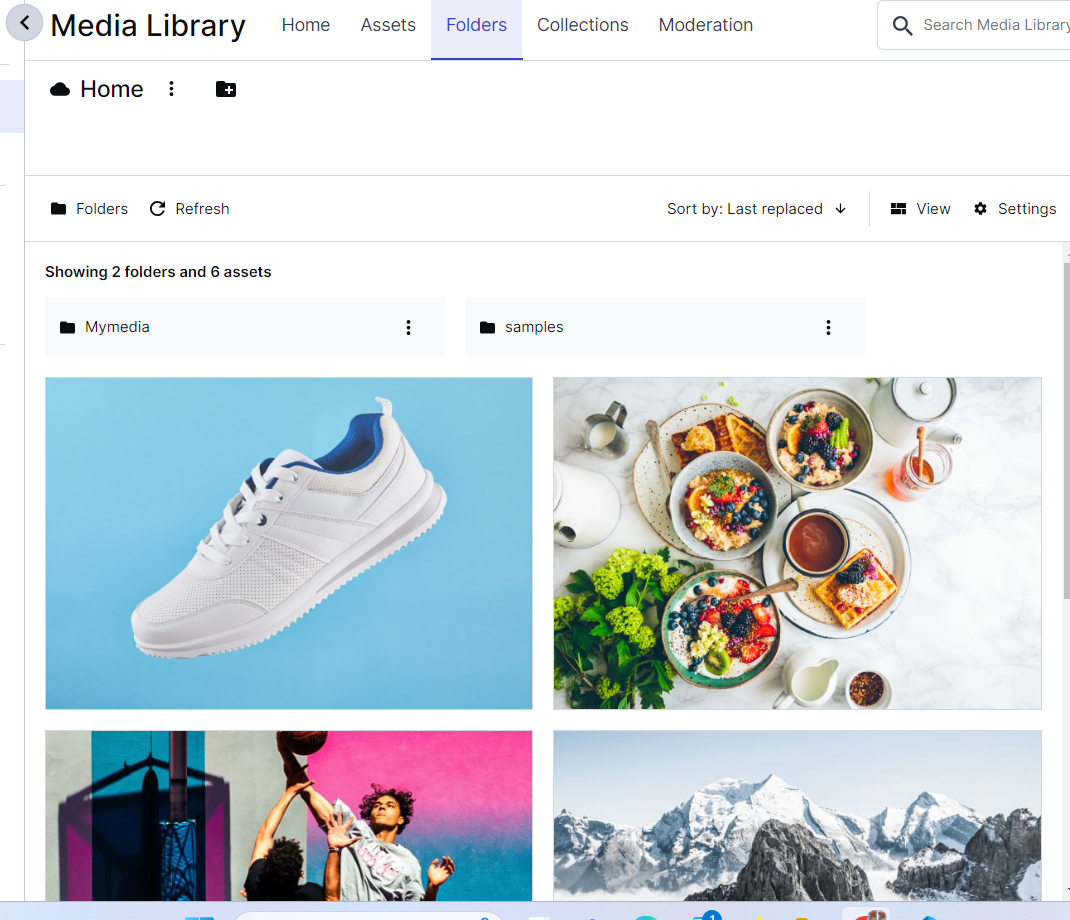 Media Library
Home
Assets
Folders
Collections
Moderation
Search Media Library
Home
Folders
Refresh
Sort by: Last replaced
View
Settings
Showing 2 folders and 6 assets
Mymedia
samples
1